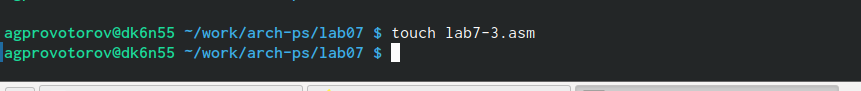 agprovotorov@dk6n55 ~/work/arch-ps/lab07 $ touch lab7-3.asm
agprovotorov@dk6n55 ~/work/arch-ps/lab07 $